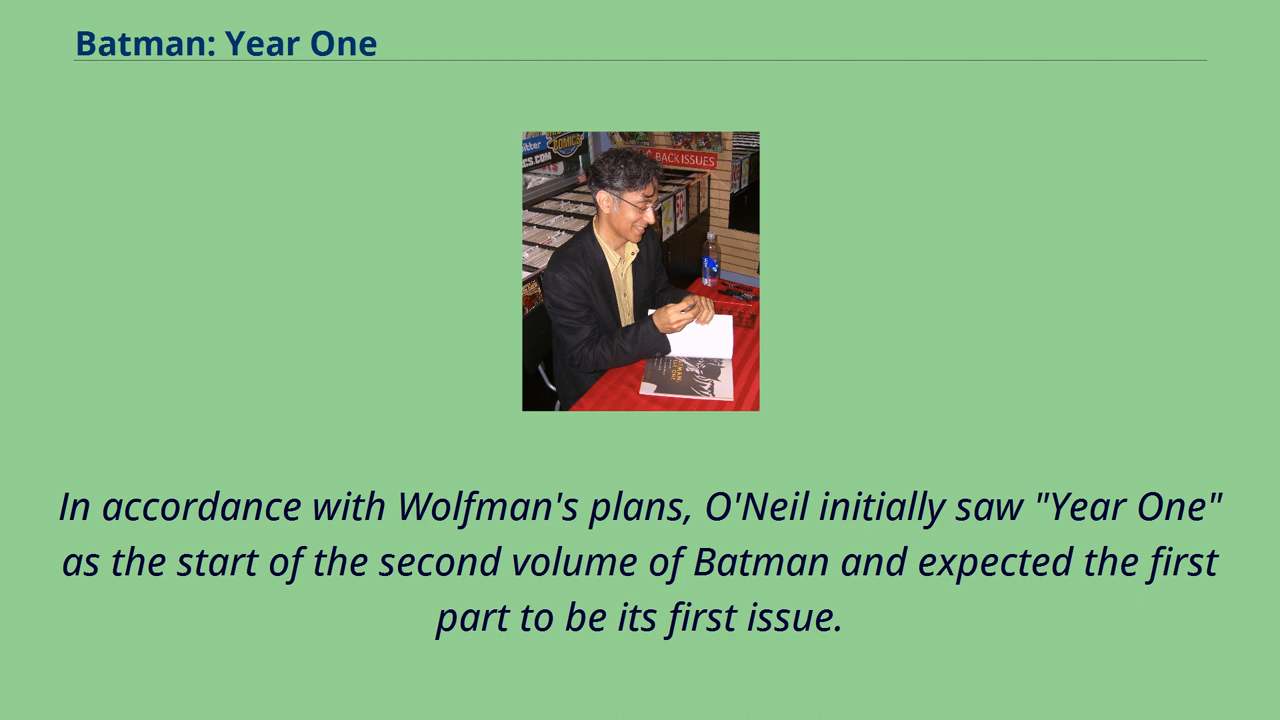 Batman: Year One
BACK ISSUES
COMICS
In accordance with Wolfman's plans, O'Neil initially saw "Year One"
as the start of the second volume of Batman and expected the first
part to be its first issue.